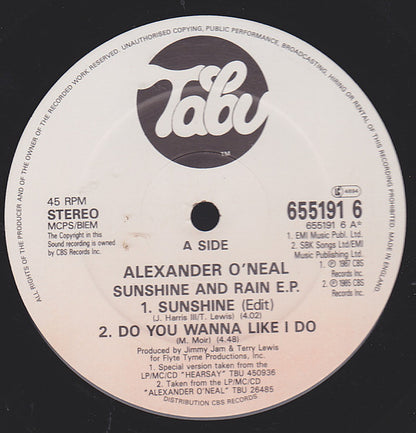 ALL RIGHTS OF THE PRODUCER AND OF THE OWNER OF THE RECORDED WORK RESERVED. UNAUTHORISED COPYING, PUBLIC PERFORMANCE, BROADCASTING, HIRING OR RENTAL OF THIS RECORDING PROHIBITED. MADE IN ENGLAND.
Tabu
TM
45 RPM
STEREO
MCPS/BIEM
The Copyright in this
Sound recording is owned
by CBS Records Inc.
A SIDE
4894
655191 6
655191 6 A°
1. EMI Music Publ. Ltd.
2. SBK Songs Ltd/EMI
Music Publishing Ltd.
1. ℗ 1987 CBS
Records Inc.
2. ℗ 1985 CBS
Records Inc.
ALEXANDER O'NEAL
SUNSHINE AND RAIN E.P.
1. SUNSHINE (Edit)
(J. Harris III/T. Lewis) (4.02)
2. DO YOU WANNA LIKE I DO
(M. Moir) (4.48)
Produced by Jimmy Jam & Terry Lewis
for Flyte Tyme Productions, Inc.
1. Special version taken from the
LP/MC/CD "HEARSAY" TBU 450936
2. Taken from the LP/MC/CD
"ALEXANDER O'NEAL" TBU 26485
DISTRIBUTION CBS RECORDS